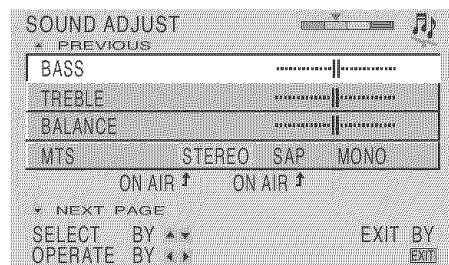 SOUND ADJUST
▲ PREVIOUS
BASS
TREBLE
BALANCE
MTS STEREO SAP MONO
ON AIR ⬆ ON AIR ⬆
▼ NEXT PAGE
SELECT BY ▲▼ EXIT BY
OPERATE BY ◀ ▶ EXIT